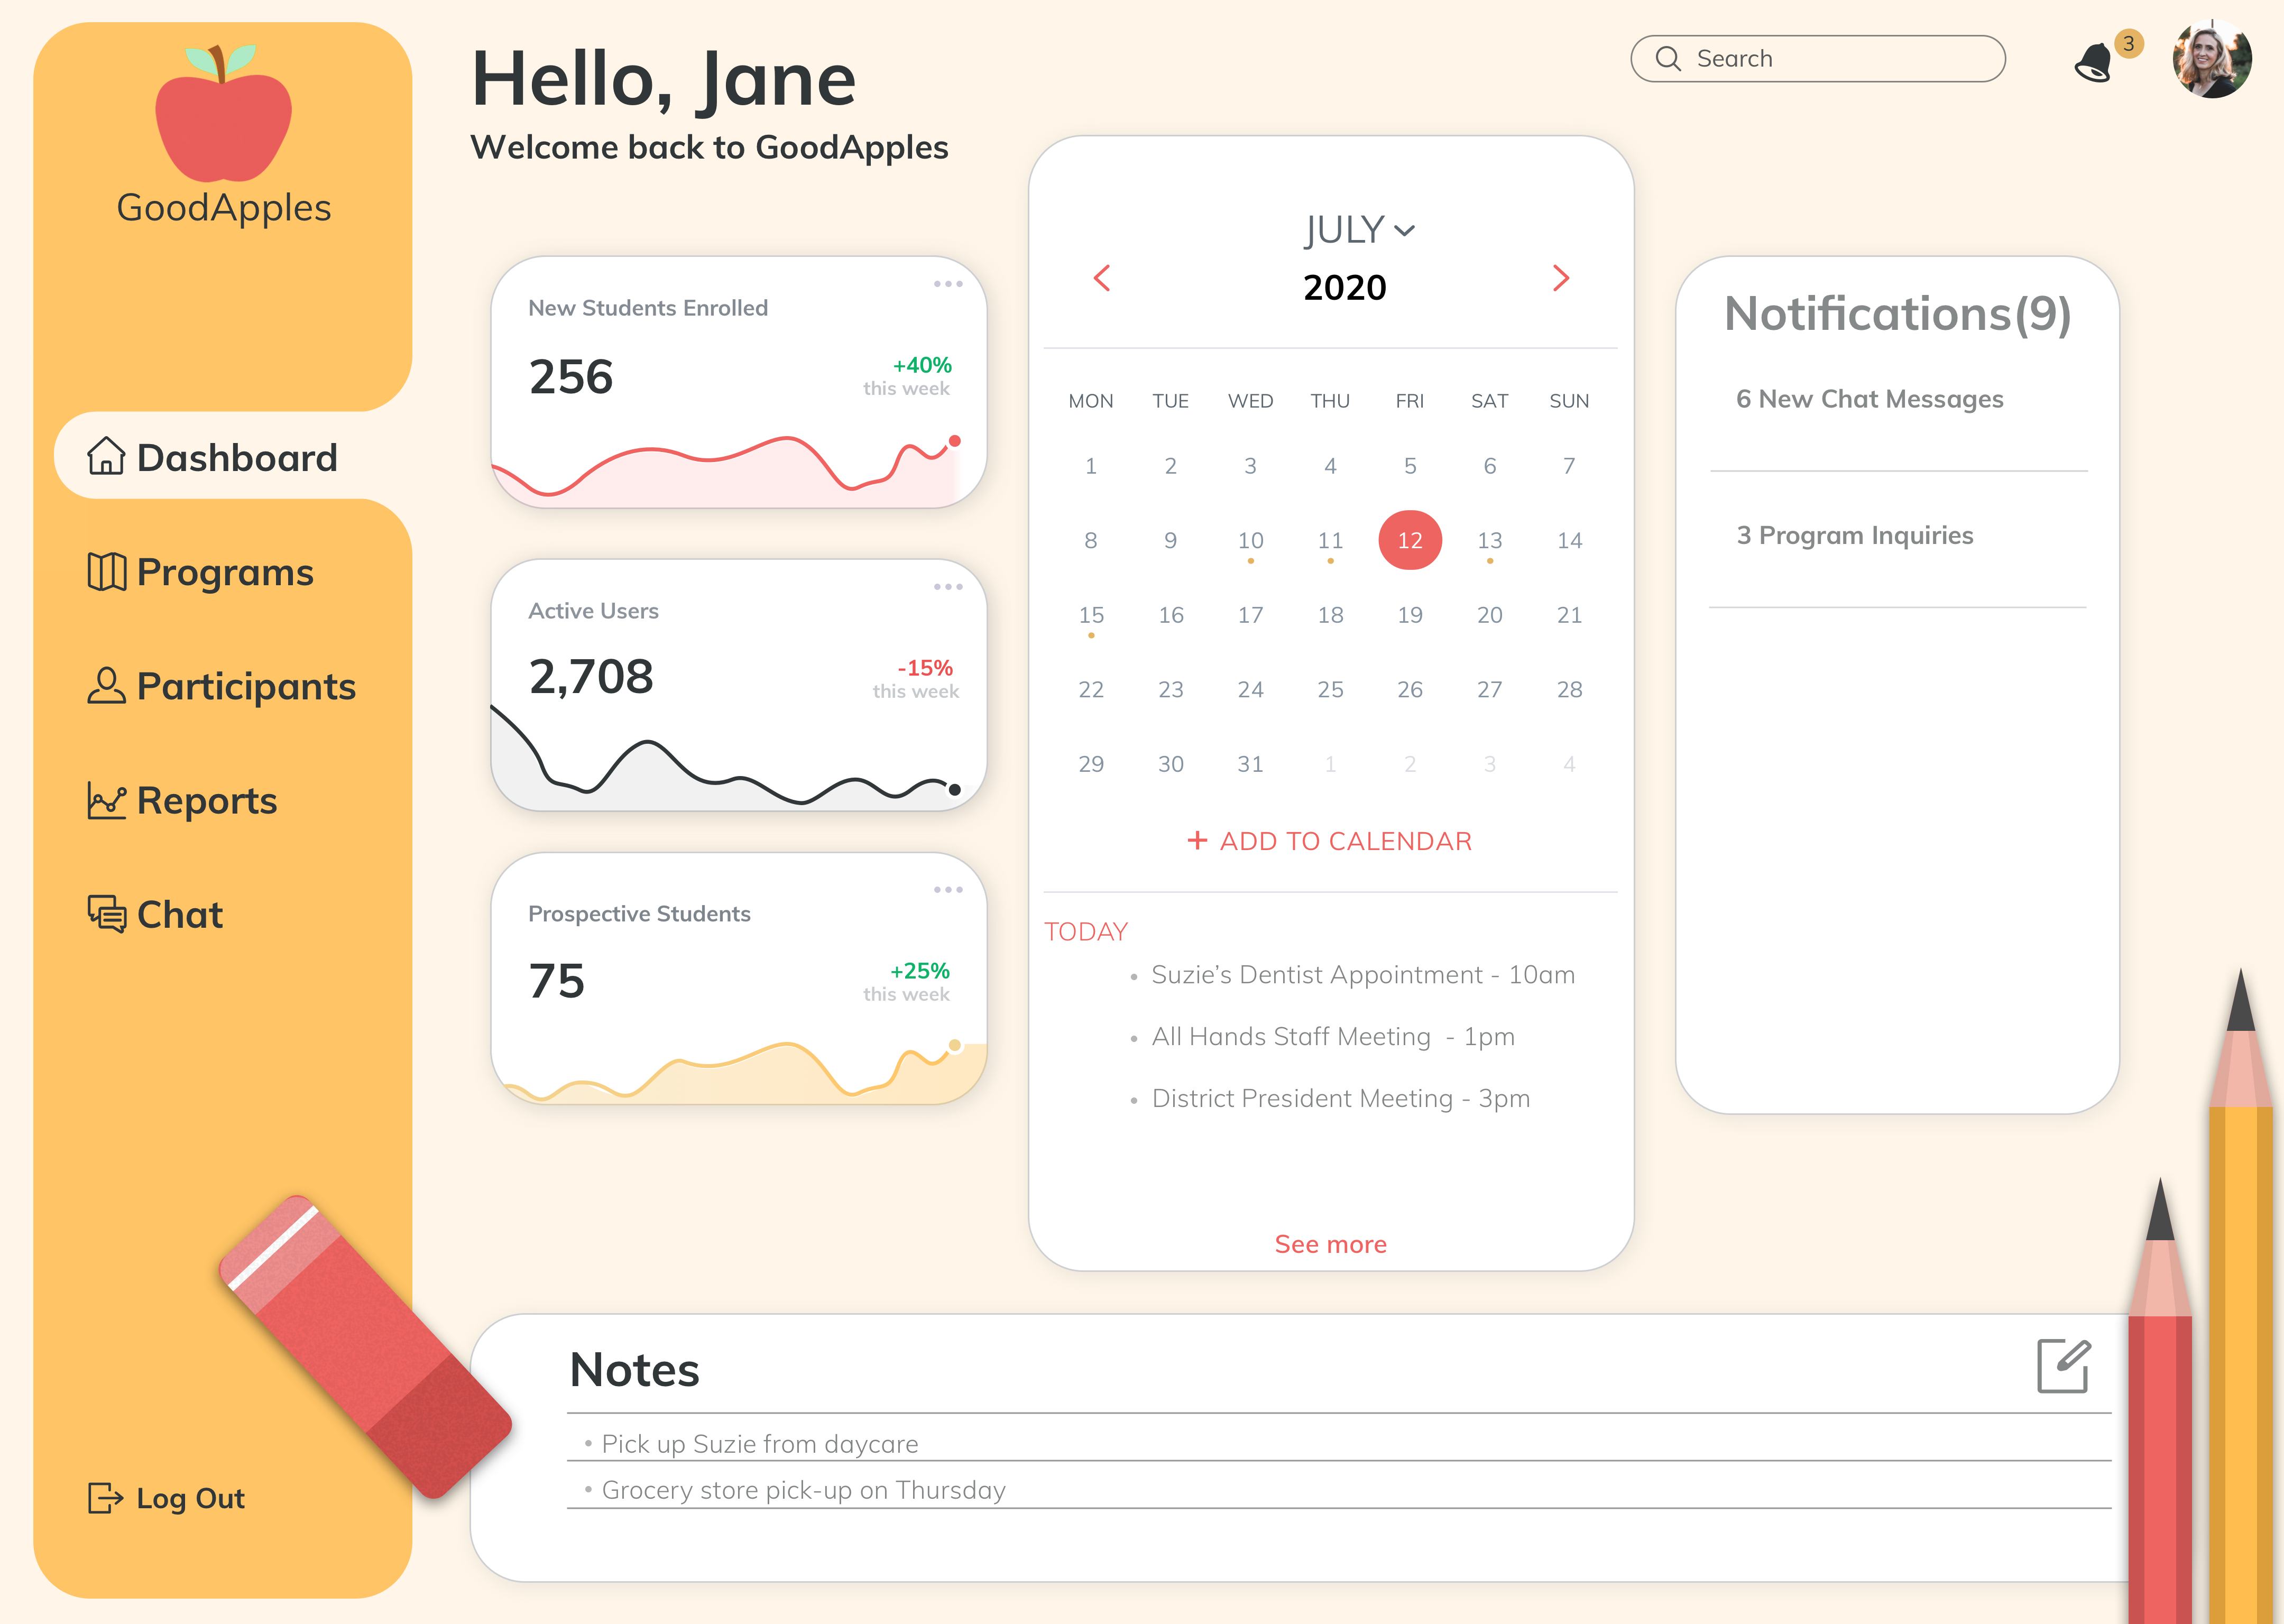 GoodApples
Dashboard
Programs
Participants
Reports
Chat
Log Out
Hello, Jane
Welcome back to GoodApples
Search
3
New Students Enrolled
256
+40%
this week
Active Users
2,708
-15%
this week
Prospective Students
75
+25%
this week
JULY
2020
MON TUE WED THU FRI SAT SUN
1 2 3 4 5 6 7
8 9 10 11 12 13 14
15 16 17 18 19 20 21
22 23 24 25 26 27 28
29 30 31 1 2 3 4
+ ADD TO CALENDAR
TODAY
• Suzie’s Dentist Appointment - 10am
• All Hands Staff Meeting - 1pm
• District President Meeting - 3pm
See more
Notifications(9)
6 New Chat Messages
3 Program Inquiries
Notes
• Pick up Suzie from daycare
• Grocery store pick-up on Thursday